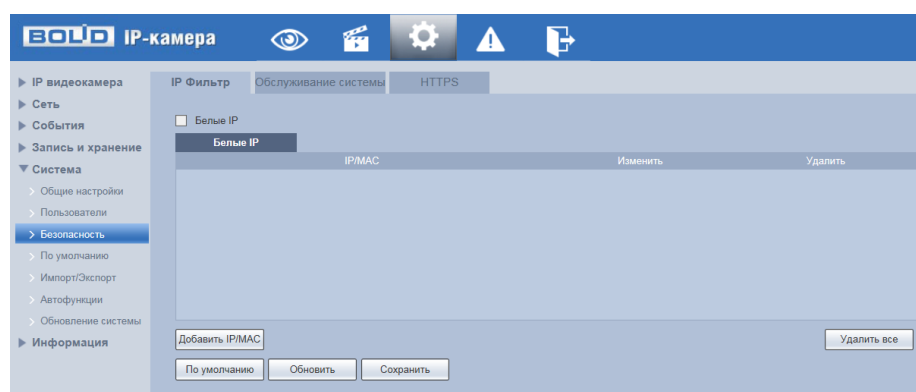 BOLID IP-камера
IP видеокамера
Сеть
События
Запись и хранение
Система
Общие настройки
Пользователи
Безопасность
По умолчанию
Импорт/Экспорт
Автофункции
Обновление системы
Информация
IP Фильтр Обслуживание системы HTTPS
Белые IP
Белые IP
IP/MAC Изменить Удалить
Добавить IP/MAC Удалить все
По умолчанию Обновить Сохранить